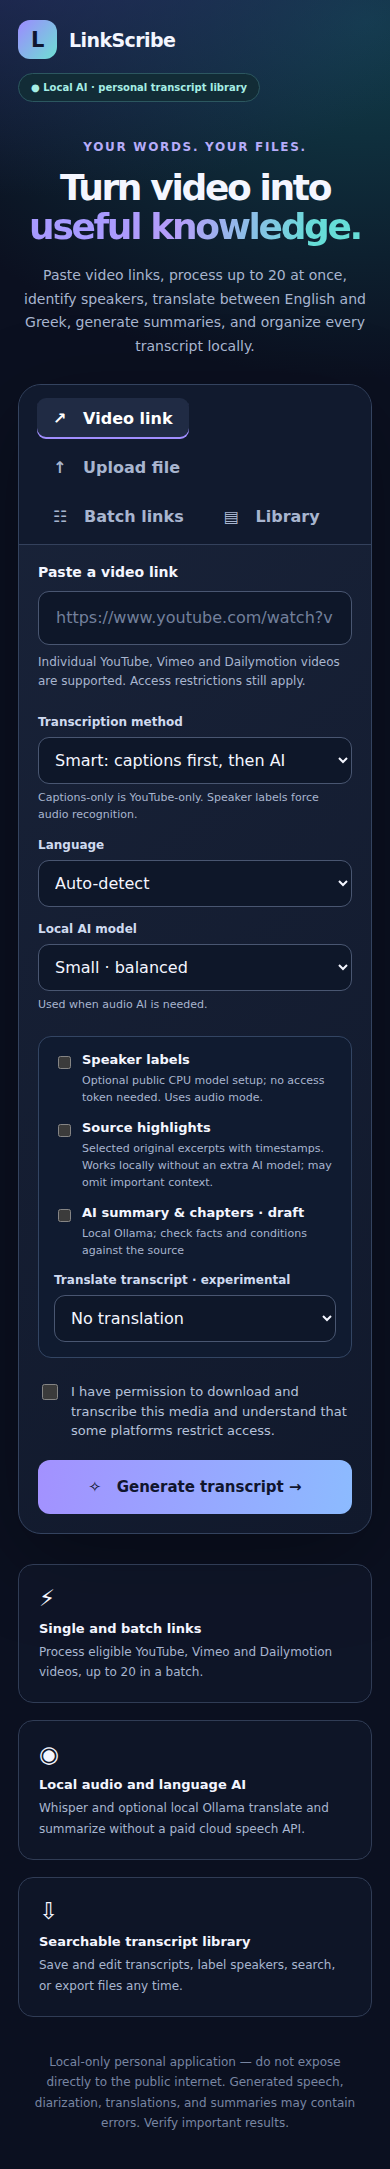 L LinkScribe
● Local AI · personal transcript library
YOUR WORDS. YOUR FILES.
Turn video into
useful knowledge.
Paste video links, process up to 20 at once,
identify speakers, translate between English and
Greek, generate summaries, and organize every
transcript locally.
↗ Video link
↑ Upload file
☷ Batch links ▤ Library
Paste a video link
https://www.youtube.com/watch?v
Individual YouTube, Vimeo and Dailymotion videos
are supported. Access restrictions still apply.
Transcription method
Smart: captions first, then AI
Captions-only is YouTube-only. Speaker labels force
audio recognition.
Language
Auto-detect
Local AI model
Small · balanced
Used when audio AI is needed.
Speaker labels
Optional public CPU model setup; no access
token needed. Uses audio mode.
Source highlights
Selected original excerpts with timestamps.
Works locally without an extra AI model; may
omit important context.
AI summary & chapters · draft
Local Ollama; check facts and conditions
against the source
Translate transcript · experimental
No translation
I have permission to download and
transcribe this media and understand that
some platforms restrict access.
✧ Generate transcript →
⚡
Single and batch links
Process eligible YouTube, Vimeo and Dailymotion
videos, up to 20 in a batch.
◉
Local audio and language AI
Whisper and optional local Ollama translate and
summarize without a paid cloud speech API.
⇩
Searchable transcript library
Save and edit transcripts, label speakers, search,
or export files any time.
Local-only personal application — do not expose
directly to the public internet. Generated speech,
diarization, translations, and summaries may contain
errors. Verify important results.